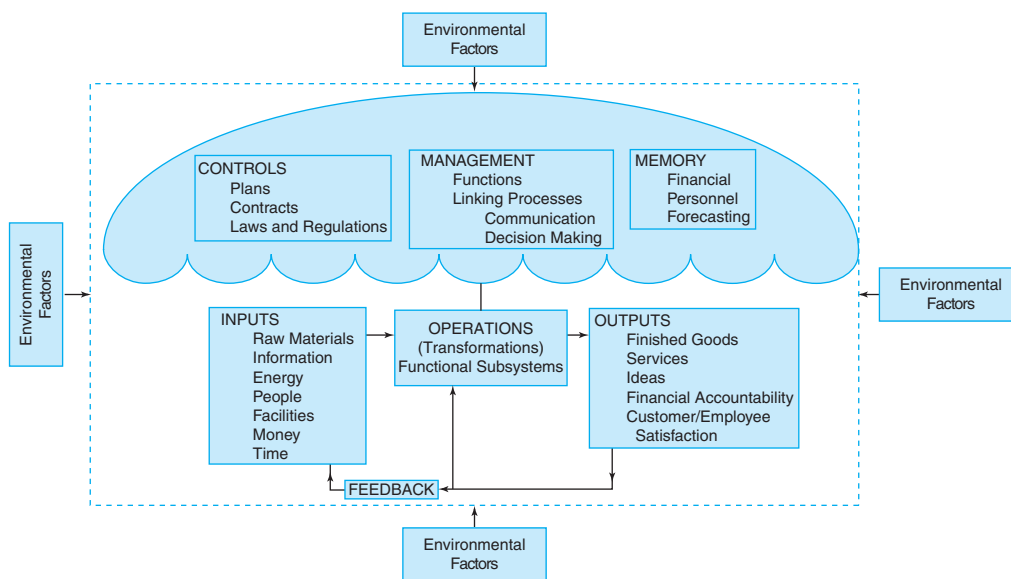 Environmental
Factors
CONTROLS
Plans
Contracts
Laws and Regulations
MANAGEMENT
Functions
Linking Processes
Communication
Decision Making
MEMORY
Financial
Personnel
Forecasting
Environmental
Factors
Environmental
Factors
INPUTS
Raw Materials
Information
Energy
People
Facilities
Money
Time
OPERATIONS
(Transformations)
Functional Subsystems
OUTPUTS
Finished Goods
Services
Ideas
Financial Accountability
Customer/Employee
Satisfaction
FEEDBACK
Environmental
Factors